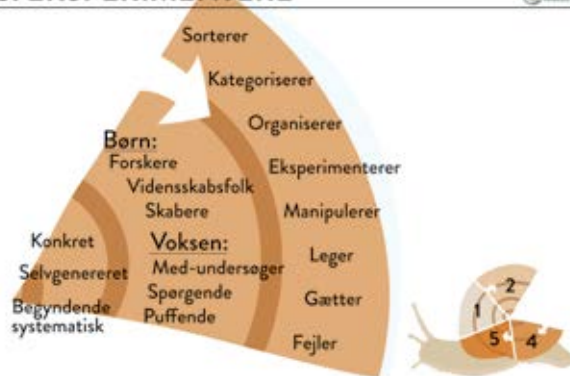 Sorterer
Kategoriserer
Organiserer
Eksperimenterer
Manipulerer
Leger
Gætter
Fejler
Børn:
Forskere
Vidensskabsfolk
Skabere
Voksen:
Med-undersøger
Spørgende
Puffende
Konkret
Selvgenereret
Begyndende
systematisk
2
1
5
4